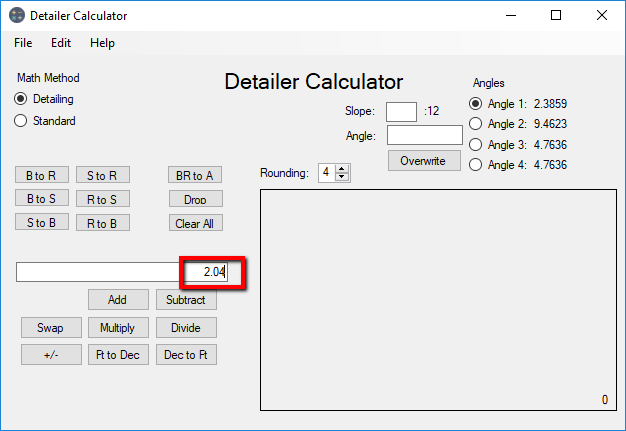 Detailer Calculator
File Edit Help
Math Method
Detailing
Standard
Detailer Calculator
Slope: :12
Angle:
Overwrite
Angles
Angle 1: 2.3859
Angle 2: 9.4623
Angle 3: 4.7636
Angle 4: 4.7636
Rounding: 4
B to R S to R BR to A
B to S R to S Drop
S to B R to B Clear All
2.04
Add Subtract
Swap Multiply Divide
+/- Ft to Dec Dec to Ft
0